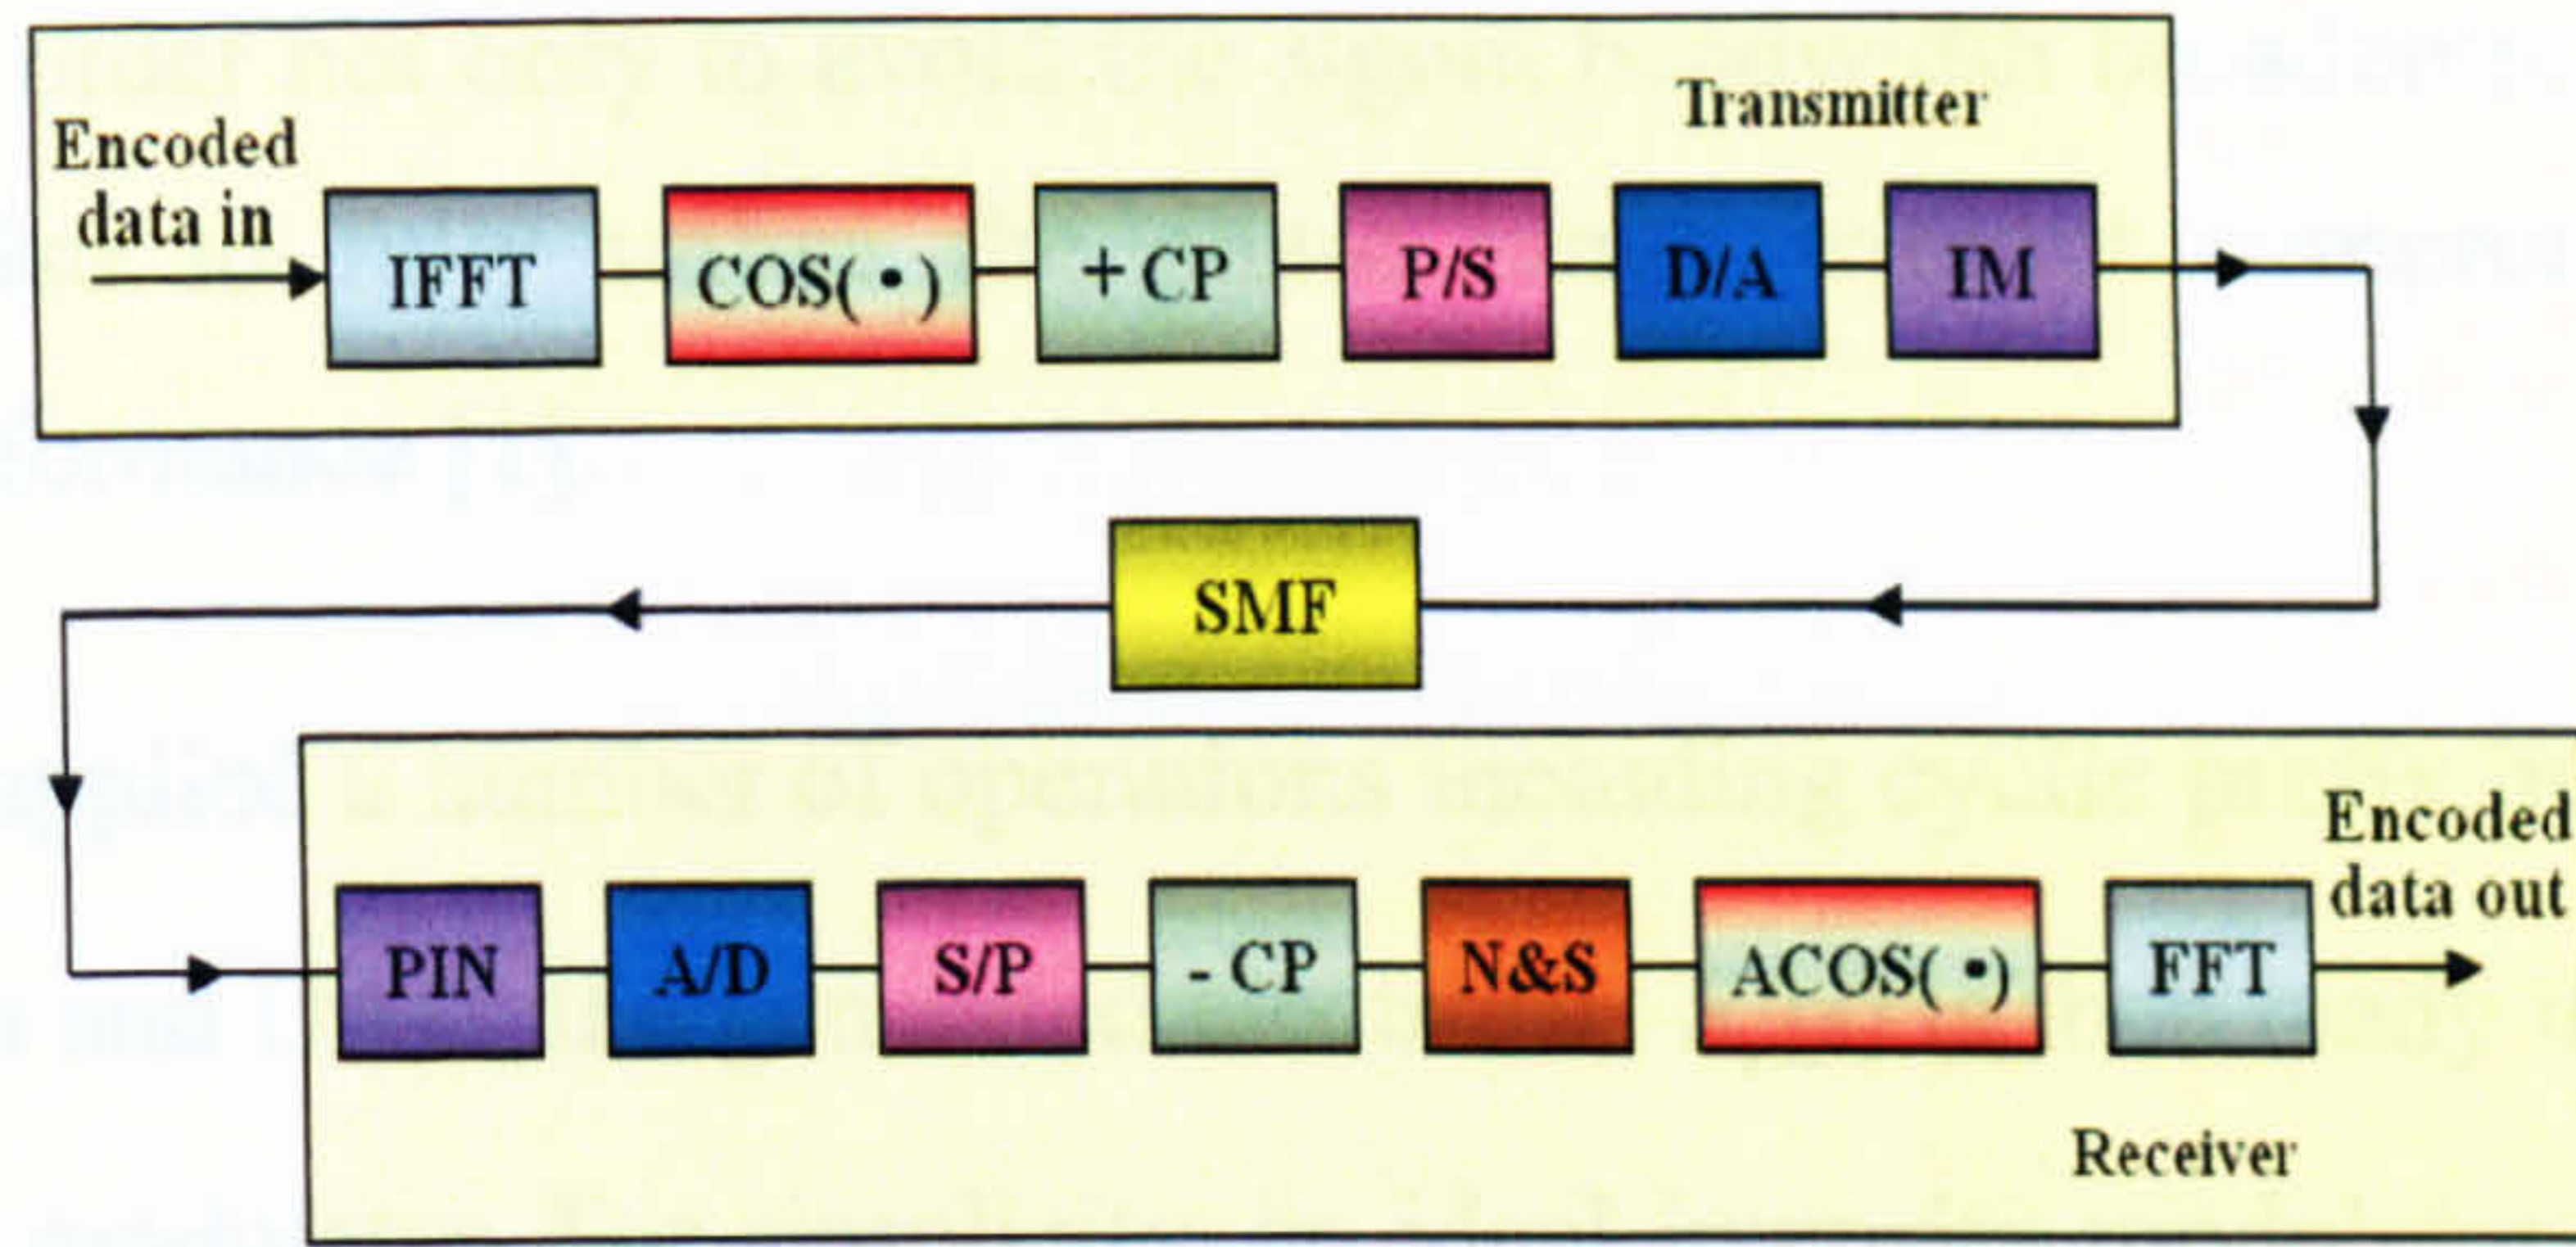 Transmitter
Encoded
data in
IFFT
COS( • )
+ CP
P/S
D/A
IM
SMF
PIN
A/D
S/P
- CP
N&S
ACOS( • )
FFT
Encoded
data out
Receiver